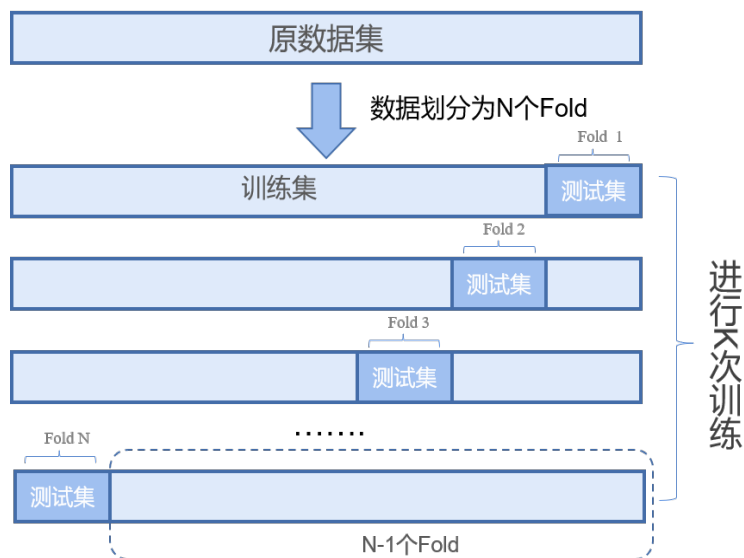 原数据集
数据划分为N个Fold
Fold 1
训练集
测试集
Fold 2
测试集
Fold 3
测试集
.......
Fold N
测试集
N-1个Fold
进行K次训练